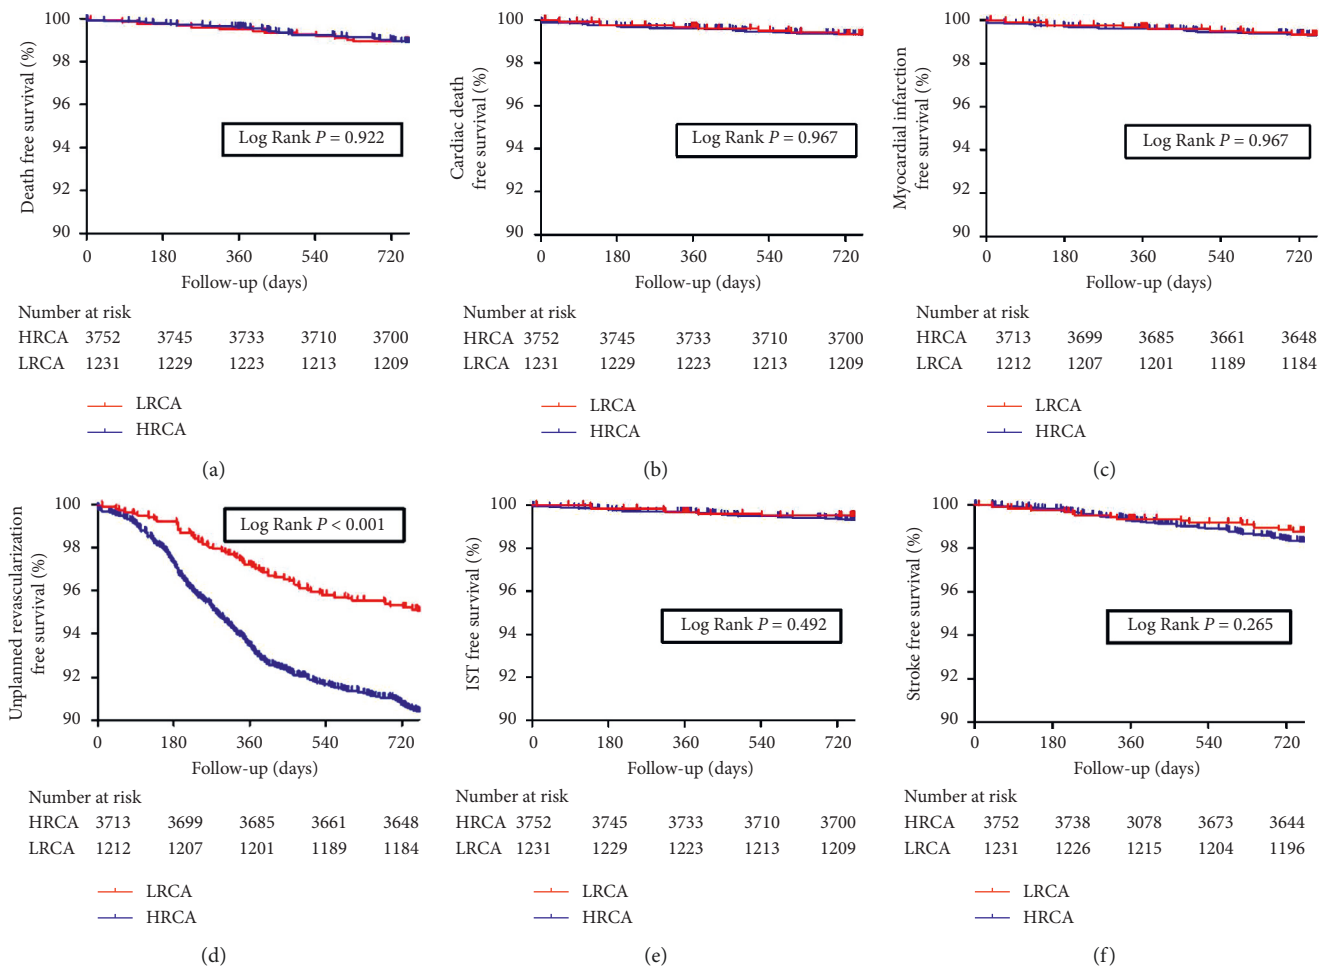 Death free survival (%)
100
98
96
94
92
90
Log Rank P = 0.922
0 180 360 540 720
Follow-up (days)
Number at risk
HRCA 3752 3745 3733 3710 3700
LRCA 1231 1229 1223 1213 1209
LRCA
HRCA
(a)
Cardiac death
free survival (%)
100
98
96
94
92
90
Log Rank P = 0.967
0 180 360 540 720
Follow-up (days)
Number at risk
HRCA 3752 3745 3733 3710 3700
LRCA 1231 1229 1223 1213 1209
LRCA
HRCA
(b)
Myocardial infarction
free survival (%)
100
98
96
94
92
90
Log Rank P = 0.967
0 180 360 540 720
Follow-up (days)
Number at risk
HRCA 3713 3699 3685 3661 3648
LRCA 1212 1207 1201 1189 1184
LRCA
HRCA
(c)
Unplanned revascularization
free survival (%)
100
98
96
94
92
90
Log Rank P < 0.001
0 180 360 540 720
Follow-up (days)
Number at risk
HRCA 3713 3699 3685 3661 3648
LRCA 1212 1207 1201 1189 1184
LRCA
HRCA
(d)
IST free survival (%)
100
98
96
94
92
90
Log Rank P = 0.492
0 180 360 540 720
Follow-up (days)
Number at risk
HRCA 3752 3745 3733 3710 3700
LRCA 1231 1229 1223 1213 1209
LRCA
HRCA
(e)
Stroke free survival (%)
100
98
96
94
92
90
Log Rank P = 0.265
0 180 360 540 720
Follow-up (days)
Number at risk
HRCA 3752 3738 3078 3673 3644
LRCA 1231 1226 1215 1204 1196
LRCA
HRCA
(f)